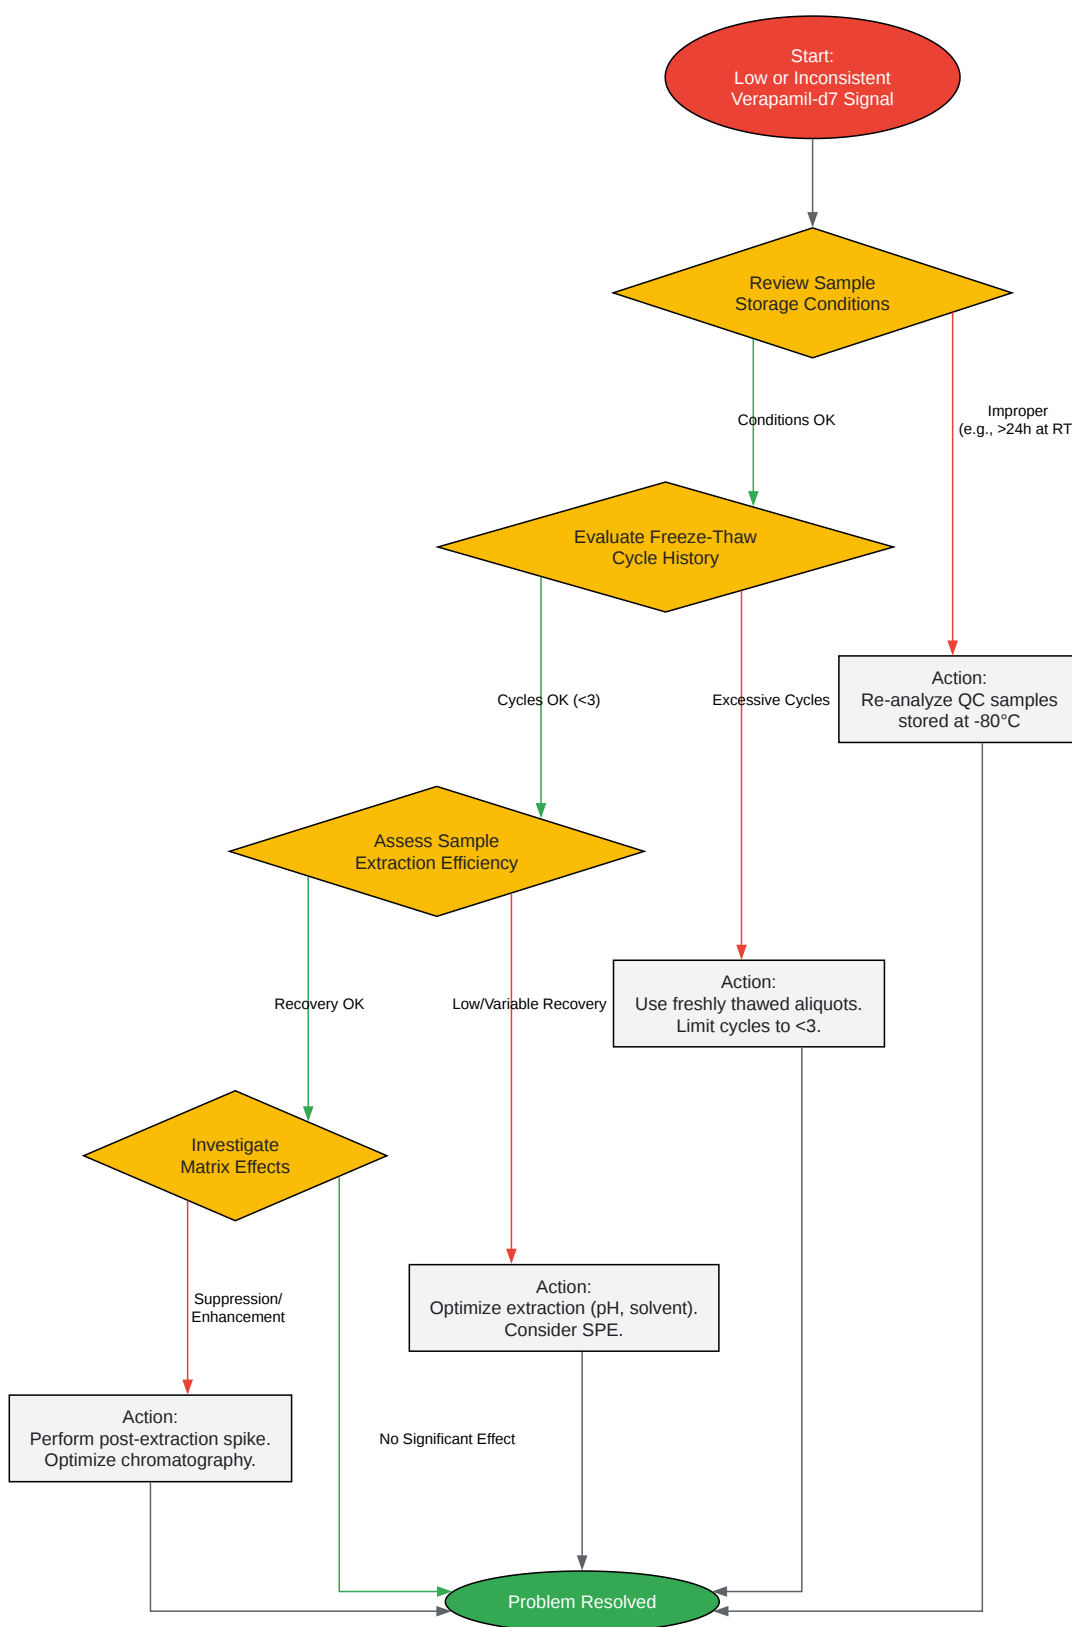 Start:
Low or Inconsistent
Verapamil-d7 Signal
Review Sample
Storage Conditions
Conditions OK
Improper
(e.g., >24h at RT
Evaluate Freeze-Thaw
Cycle History
Cycles OK (<3)
Excessive Cycles
Action:
Re-analyze QC samples
stored at -80°C
Assess Sample
Extraction Efficiency
Recovery OK
Low/Variable Recovery
Action:
Use freshly thawed aliquots.
Limit cycles to <3.
Investigate
Matrix Effects
Suppression/
Enhancement
Action:
Optimize extraction (pH, solvent).
Consider SPE.
Action:
Perform post-extraction spike.
Optimize chromatography.
No Significant Effect
Problem Resolved